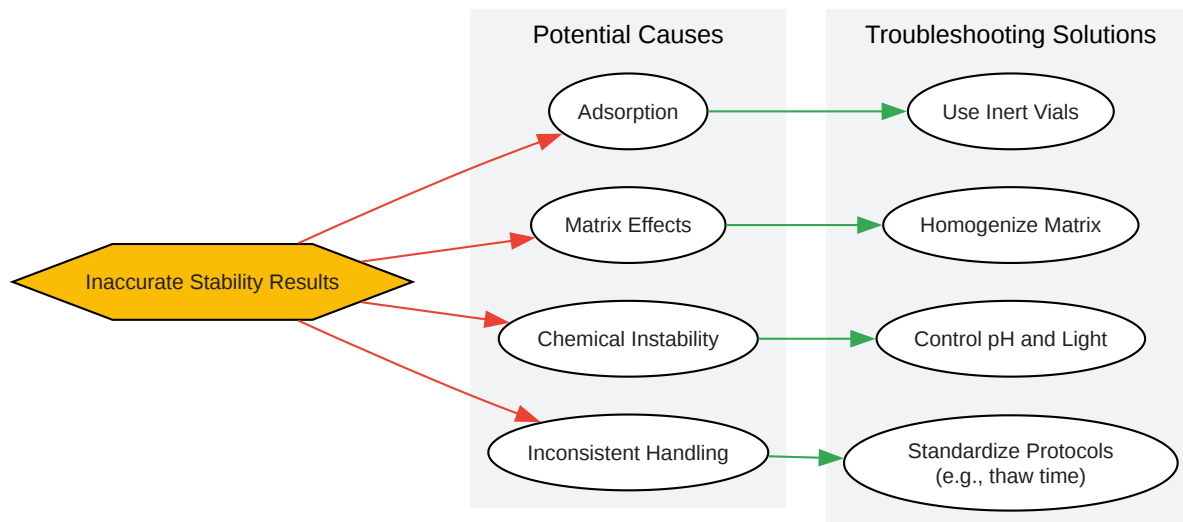 Potential Causes
Troubleshooting Solutions
Adsorption
Use Inert Vials
Matrix Effects
Homogenize Matrix
Inaccurate Stability Results
Chemical Instability
Control pH and Light
Inconsistent Handling
Standardize Protocols
(e.g., thaw time)